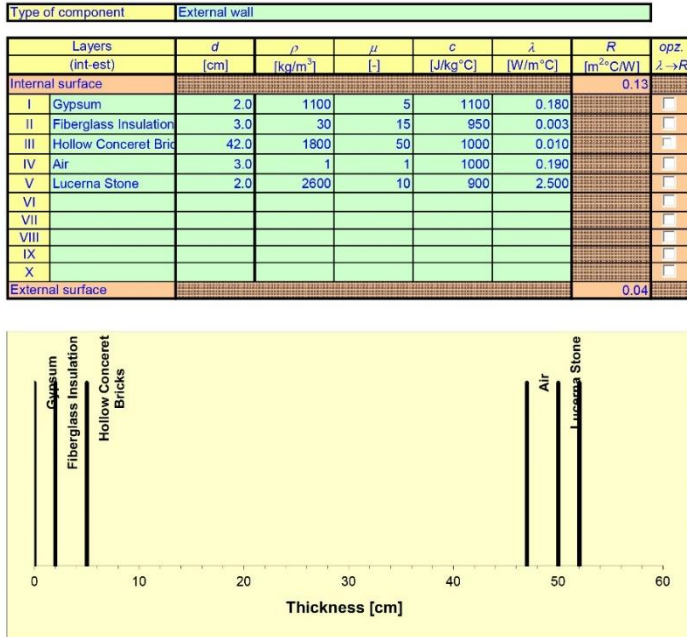 Type of component External wall
Layers d ρ μ c λ R opz.
(int-est) [cm] [kg/m³] [-] [J/kg°C] [W/m°C] [m²°C/W] λ→R
Internal surface 0.13
I Gypsum 2.0 1100 5 1100 0.180
II Fiberglass Insulation 3.0 30 15 950 0.003
III Hollow Conceret Bric 42.0 1800 50 1000 0.010
IV Air 3.0 1 1 1000 0.190
V Lucerna Stone 2.0 2600 10 900 2.500
VI
VII
VIII
IX
X
External surface 0.04
Gypsum
Fiberglass Insulation
Hollow Conceret
Bricks
Air
Lucerna Stone
0 10 20 30 40 50 60
Thickness [cm]